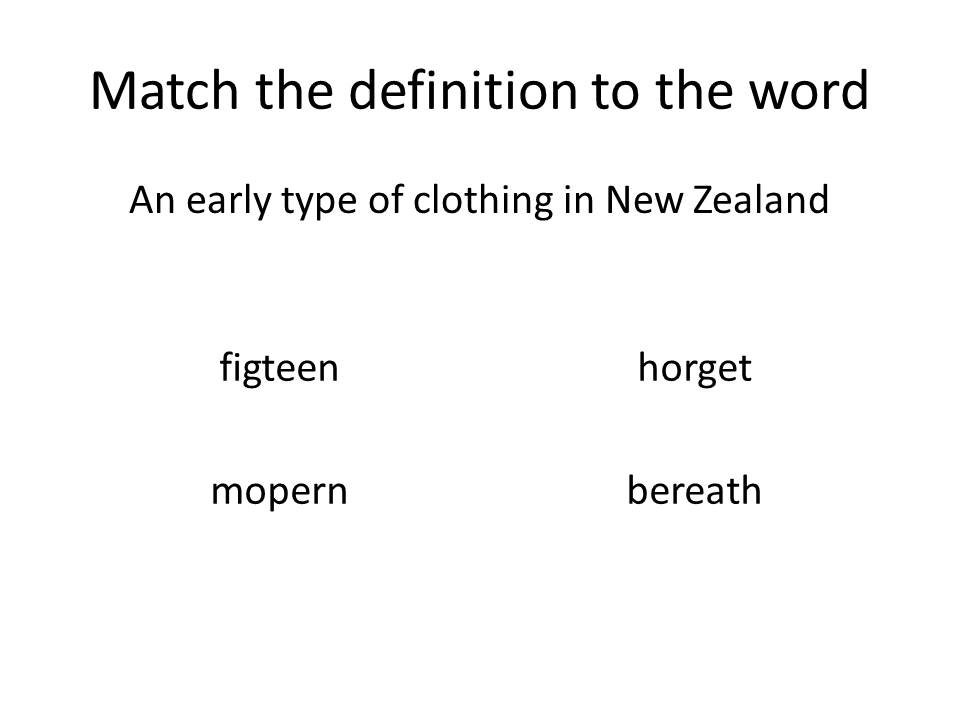 Match the definition to the word
An early type of clothing in New Zealand
figteen horget
mopern bereath